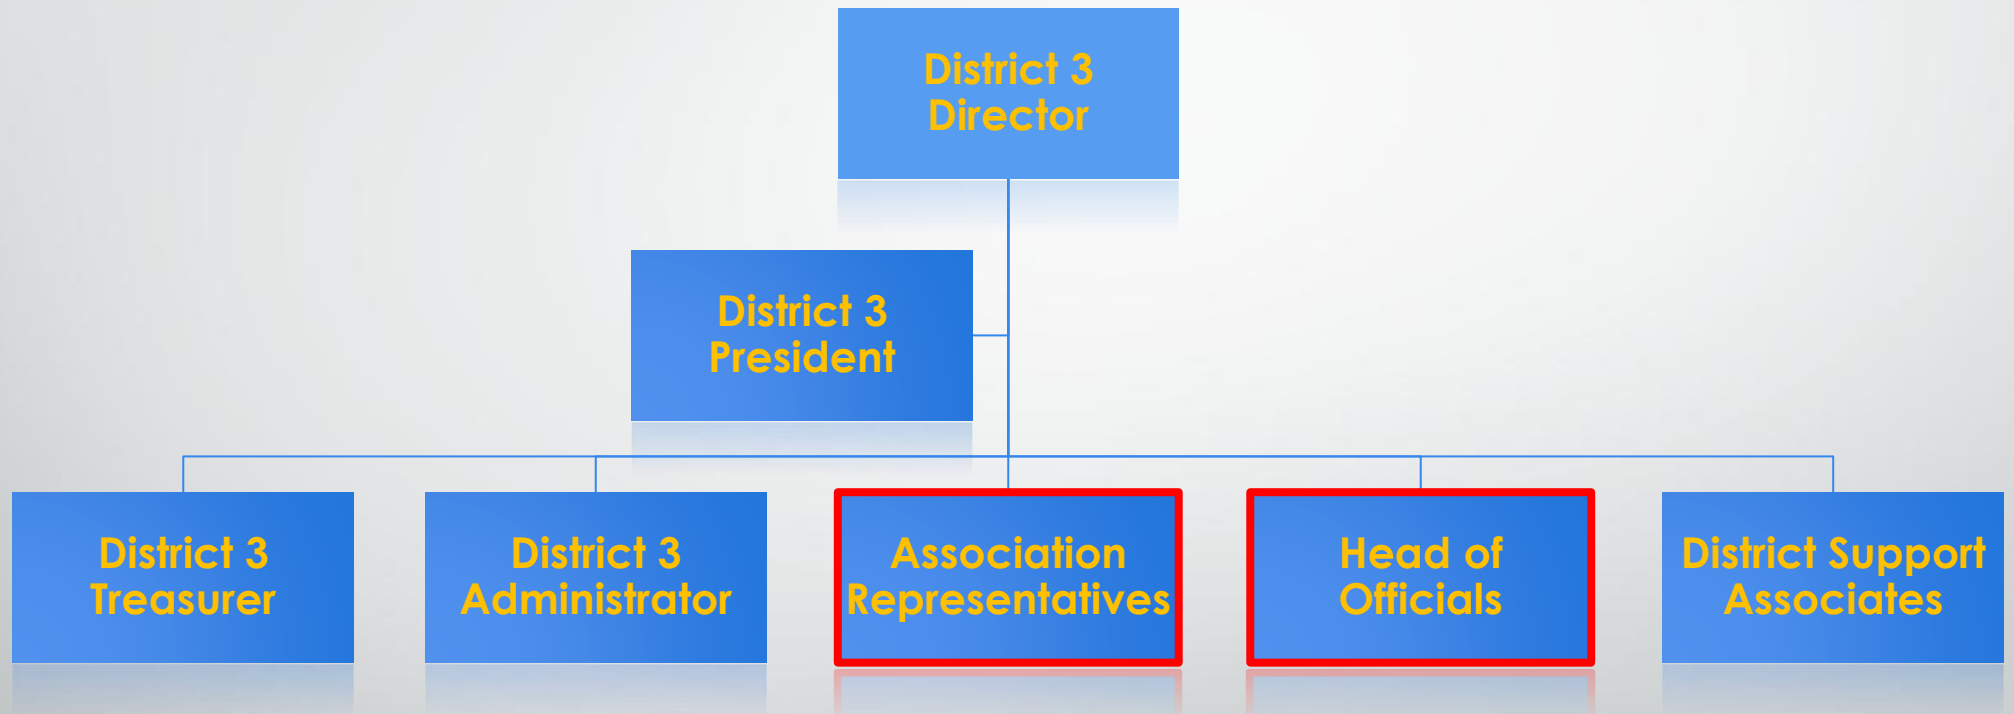 District 3
Director
District 3
President
District 3
Treasurer
District 3
Administrator
Association
Representatives
Head of
Officials
District Support
Associates